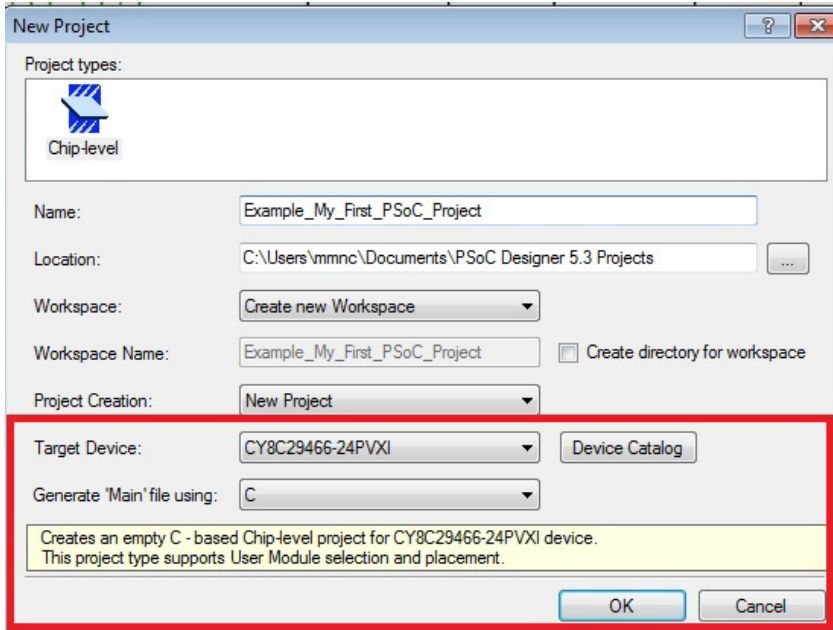 New Project
Project types:
Chip-level
Name: Example_My_First_PSoC_Project
Location: C:\Users\mmnc\Documents\PSoC Designer 5.3 Projects ...
Workspace: Create new Workspace
Workspace Name: Example_My_First_PSoC_Project Create directory for workspace
Project Creation: New Project
Target Device: CY8C29466-24PVXI Device Catalog
Generate 'Main' file using: C
Creates an empty C - based Chip-level project for CY8C29466-24PVXI device.
This project type supports User Module selection and placement.
OK Cancel